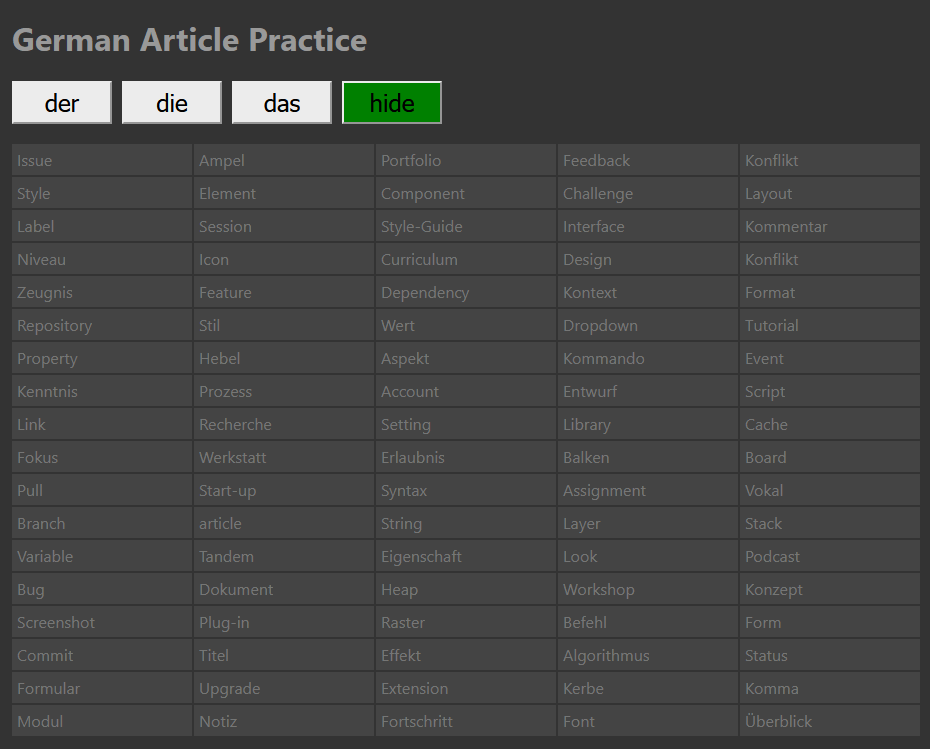 German Article Practice
der die das hide
Issue Ampel Portfolio Feedback Konflikt
Style Element Component Challenge Layout
Label Session Style-Guide Interface Kommentar
Niveau Icon Curriculum Design Konflikt
Zeugnis Feature Dependency Kontext Format
Repository Stil Wert Dropdown Tutorial
Property Hebel Aspekt Kommando Event
Kenntnis Prozess Account Entwurf Script
Link Recherche Setting Library Cache
Fokus Werkstatt Erlaubnis Balken Board
Pull Start-up Syntax Assignment Vokal
Branch article String Layer Stack
Variable Tandem Eigenschaft Look Podcast
Bug Dokument Heap Workshop Konzept
Screenshot Plug-in Raster Befehl Form
Commit Titel Effekt Algorithmus Status
Formular Upgrade Extension Kerbe Komma
Modul Notiz Fortschritt Font Überblick